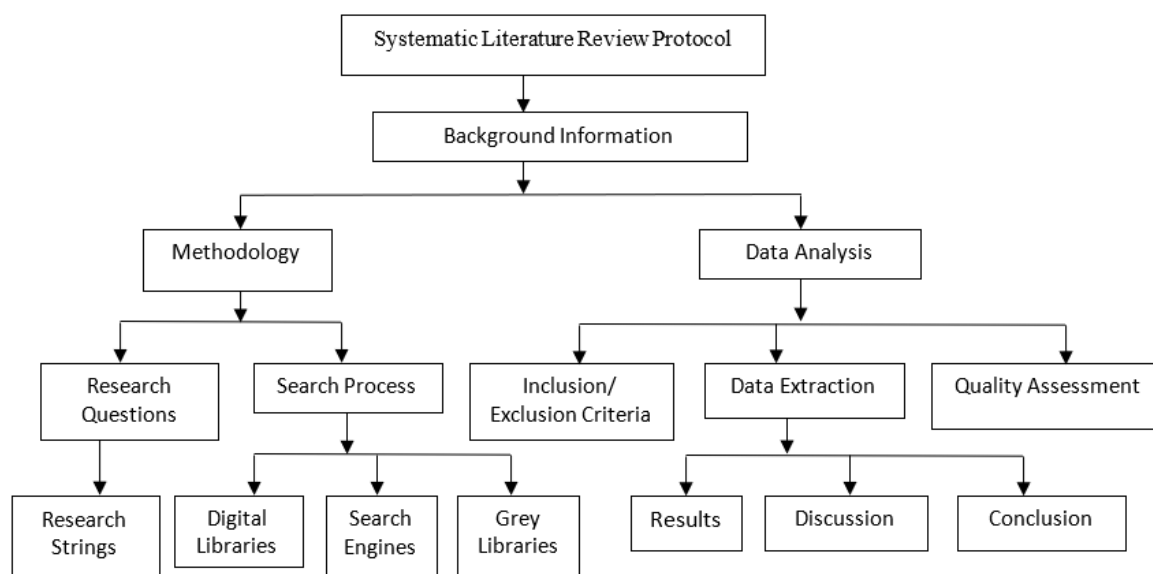 Systematic Literature Review Protocol
Background Information
Methodology
Data Analysis
Research
Questions
Search Process
Inclusion/
Exclusion Criteria
Data Extraction
Quality Assessment
Research
Strings
Digital
Libraries
Search
Engines
Grey
Libraries
Results
Discussion
Conclusion